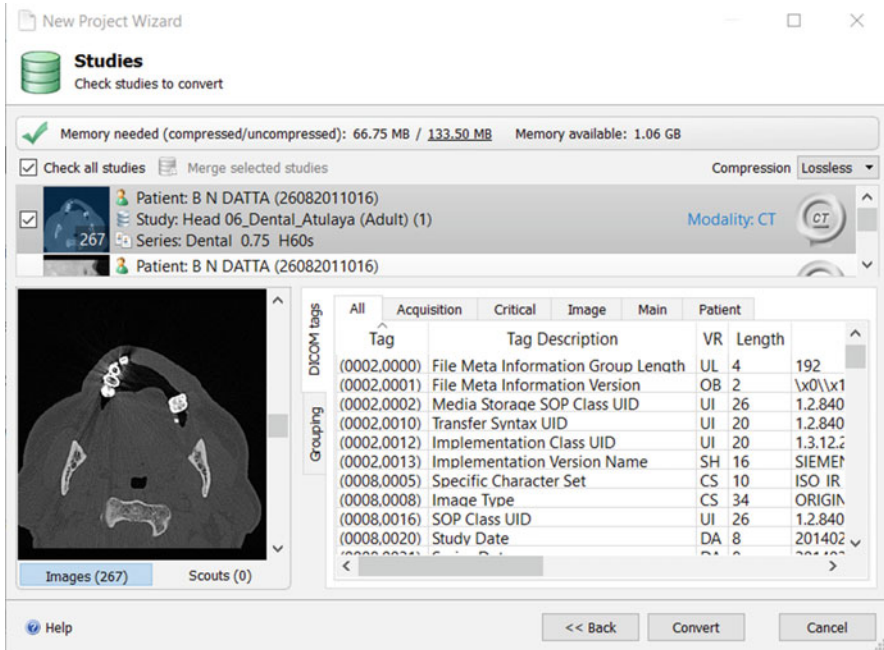 New Project Wizard
Studies
Check studies to convert
Memory needed (compressed/uncompressed): 66.75 MB / 133.50 MB Memory available: 1.06 GB
Check all studies Merge selected studies Compression Lossless
Patient: B N DATTA (26082011016)
Study: Head 06_Dental_Atulaya (Adult) (1)
Series: Dental 0.75 H60s
267
Modality: CT
CT
Patient: B N DATTA (26082011016)
Images (267) Scouts (0)
DICOM tags
Grouping
All Acquisition Critical Image Main Patient
Tag Tag Description VR Length
(0002,0000) File Meta Information Group Length UL 4 192
(0002,0001) File Meta Information Version OB 2 \x0\\x1
(0002,0002) Media Storage SOP Class UID UI 26 1.2.840
(0002,0010) Transfer Syntax UID UI 20 1.2.840
(0002,0012) Implementation Class UID UI 20 1.3.12.2
(0002,0013) Implementation Version Name SH 16 SIEMEN
(0008,0005) Specific Character Set CS 10 ISO IR
(0008,0008) Image Type CS 34 ORIGIN
(0008,0016) SOP Class UID UI 26 1.2.840
(0008,0020) Study Date DA 8 201402
Help << Back Convert Cancel